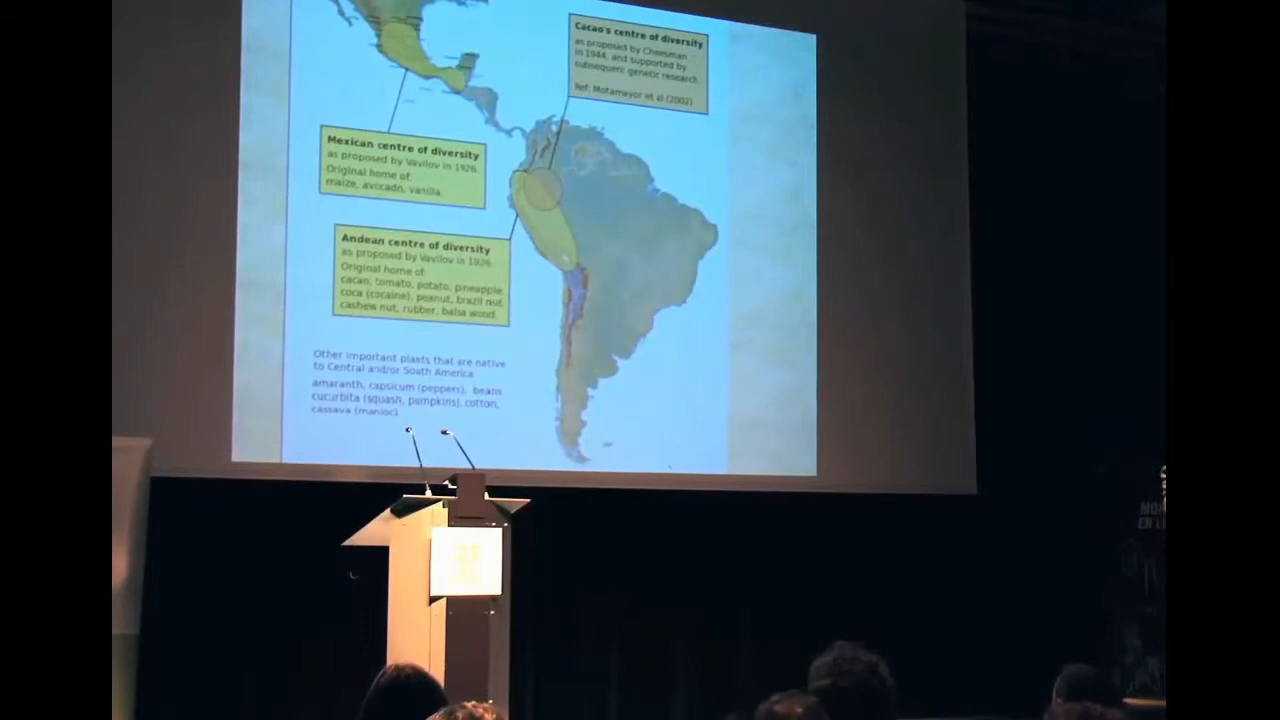 Cacao's centre of diversity
as proposed by Cheesman
in 1944, and supported by
subsequent genetic research.
Ref: Motamayor et al (2002)
Mexican centre of diversity
as proposed by Vavilov in 1926.
Original home of:
maize, avocado, vanilla.
Andean centre of diversity
as proposed by Vavilov in 1926.
Original home of:
cacao, tomato, potato, pineapple,
coca (cocaine), peanut, brazil nut,
cashew nut, rubber, balsa wood.
Other important plasts that are native
to Central and/or South America
amaranth, capsicum (peppers), beans
cucurbita (squash, pumpkins), cotton,
cassava (manioc).